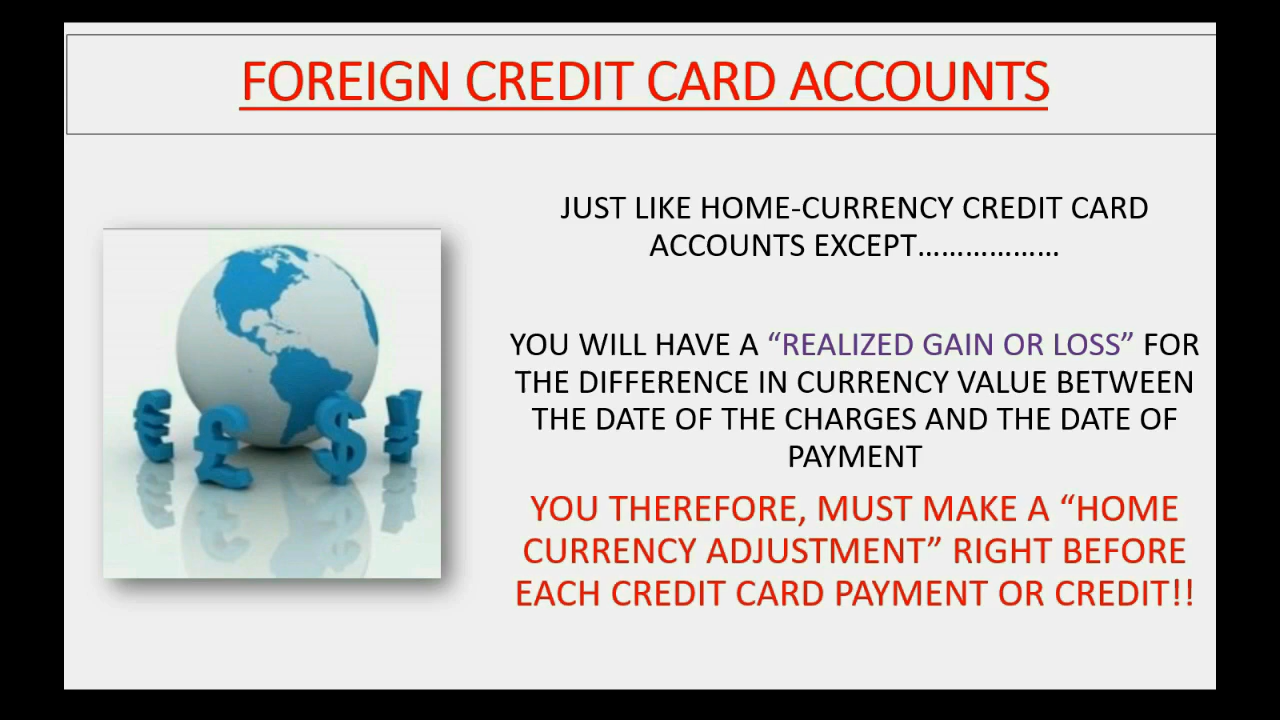 FOREIGN CREDIT CARD ACCOUNTS
JUST LIKE HOME-CURRENCY CREDIT CARD
ACCOUNTS EXCEPT………………
YOU WILL HAVE A “REALIZED GAIN OR LOSS” FOR
THE DIFFERENCE IN CURRENCY VALUE BETWEEN
THE DATE OF THE CHARGES AND THE DATE OF
PAYMENT
YOU THEREFORE, MUST MAKE A “HOME
CURRENCY ADJUSTMENT” RIGHT BEFORE
EACH CREDIT CARD PAYMENT OR CREDIT!!
€ £ $ ¥